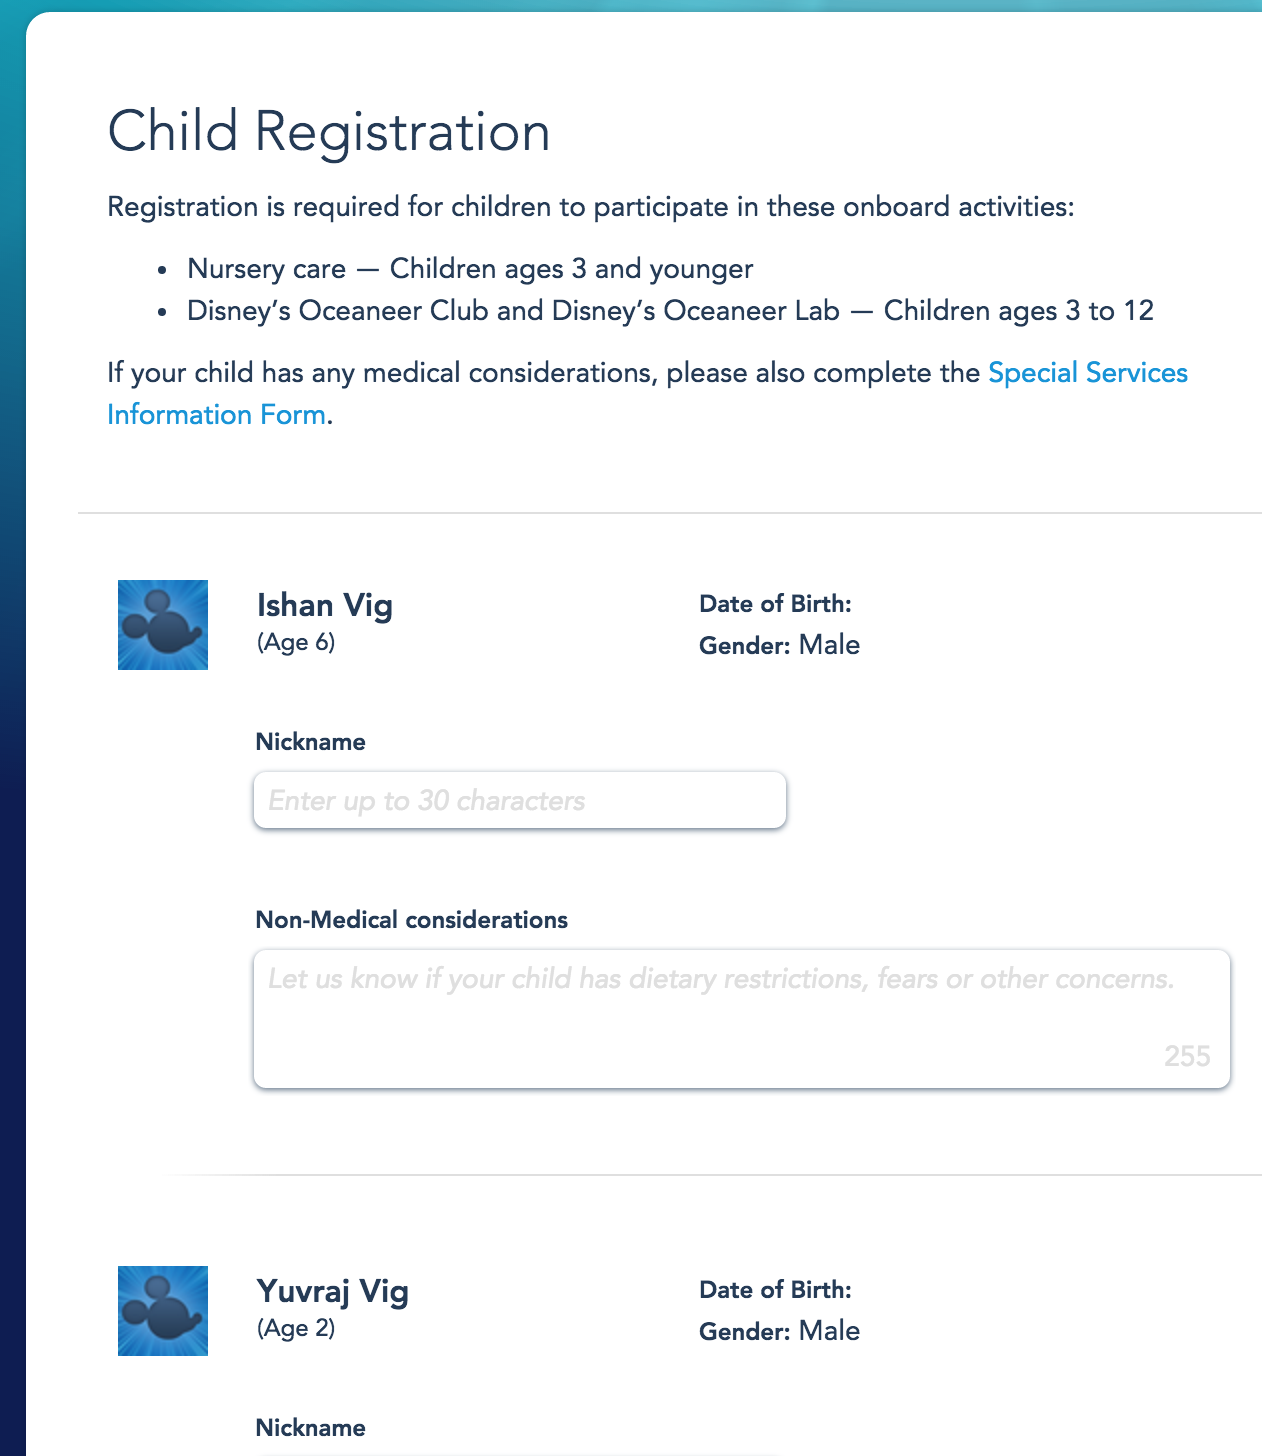 Child Registration
Registration is required for children to participate in these onboard activities:
• Nursery care — Children ages 3 and younger
• Disney’s Oceaneer Club and Disney’s Oceaneer Lab — Children ages 3 to 12
If your child has any medical considerations, please also complete the Special Services
Information Form.
Ishan Vig
(Age 6)
Date of Birth:
Gender: Male
Nickname
Enter up to 30 characters
Non-Medical considerations
Let us know if your child has dietary restrictions, fears or other concerns.
255
Yuvraj Vig
(Age 2)
Date of Birth:
Gender: Male
Nickname